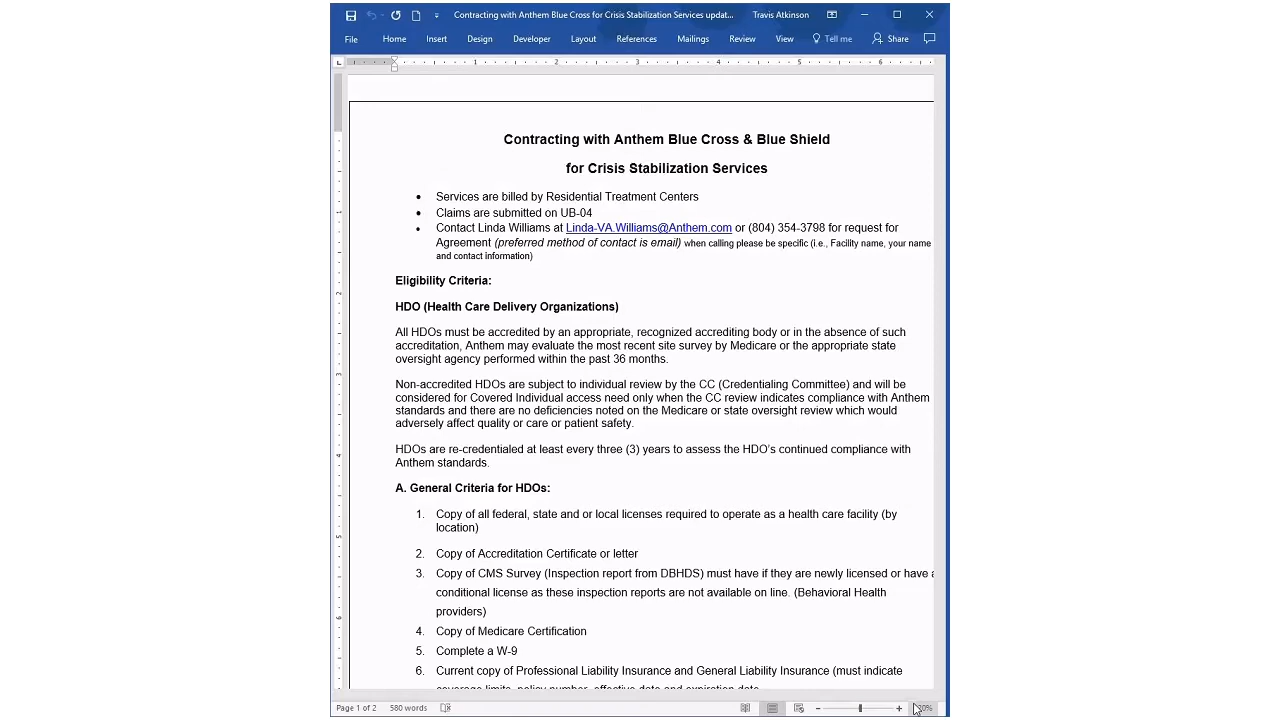 Contracting with Anthem Blue Cross for Crisis Stabilization Services updat... Travis Atkinson
File Home Insert Design Developer Layout References Mailings Review View Tell me Share
1 2 3 4 5 6
Contracting with Anthem Blue Cross & Blue Shield
for Crisis Stabilization Services
• Services are billed by Residential Treatment Centers
• Claims are submitted on UB-04
• Contact Linda Williams at Linda-VA.Williams@Anthem.com or (804) 354-3798 for request for
Agreement (preferred method of contact is email) when calling please be specific (i.e., Facility name, your name
and contact information)
Eligibility Criteria:
HDO (Health Care Delivery Organizations)
All HDOs must be accredited by an appropriate, recognized accrediting body or in the absence of such
accreditation, Anthem may evaluate the most recent site survey by Medicare or the appropriate state
oversight agency performed within the past 36 months.
Non-accredited HDOs are subject to individual review by the CC (Credentialing Committee) and will be
considered for Covered Individual access need only when the CC review indicates compliance with Anthem
standards and there are no deficiencies noted on the Medicare or state oversight review which would
adversely affect quality or care or patient safety.
HDOs are re-credentialed at least every three (3) years to assess the HDO's continued compliance with
Anthem standards.
A. General Criteria for HDOs:
1. Copy of all federal, state and or local licenses required to operate as a health care facility (by
location)
2. Copy of Accreditation Certificate or letter
3. Copy of CMS Survey (Inspection report from DBHDS) must have if they are newly licensed or have a
conditional license as these inspection reports are not available on line. (Behavioral Health
providers)
4. Copy of Medicare Certification
5. Complete a W-9
6. Current copy of Professional Liability Insurance and General Liability Insurance (must indicate
coverage limits, policy number, effective date and expiration date
Page 1 of 2 580 words